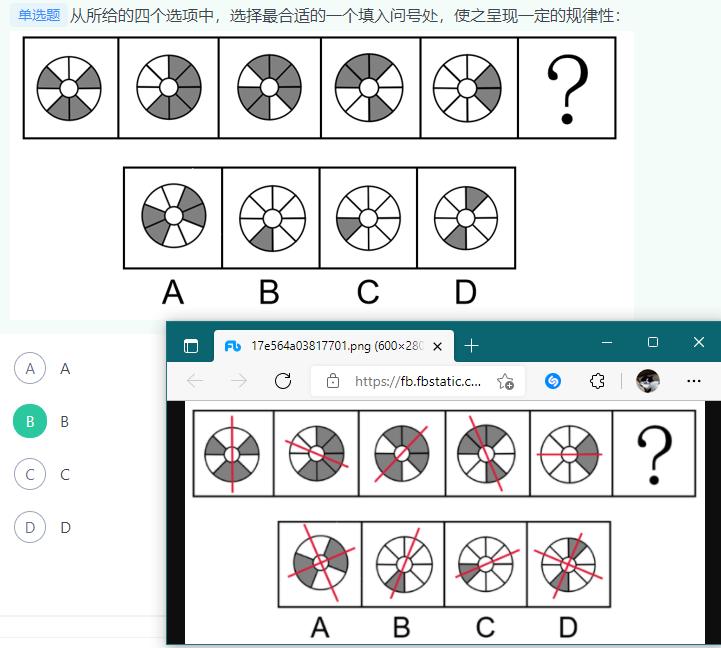 单选题 从所给的四个选项中，选择最合适的一个填入问号处，使之呈现一定的规律性：
?
A B C D
A A
B B
C C
D D
17e564a03817701.png (600×280
https://fb.fbstatic.c...
?
A B C D